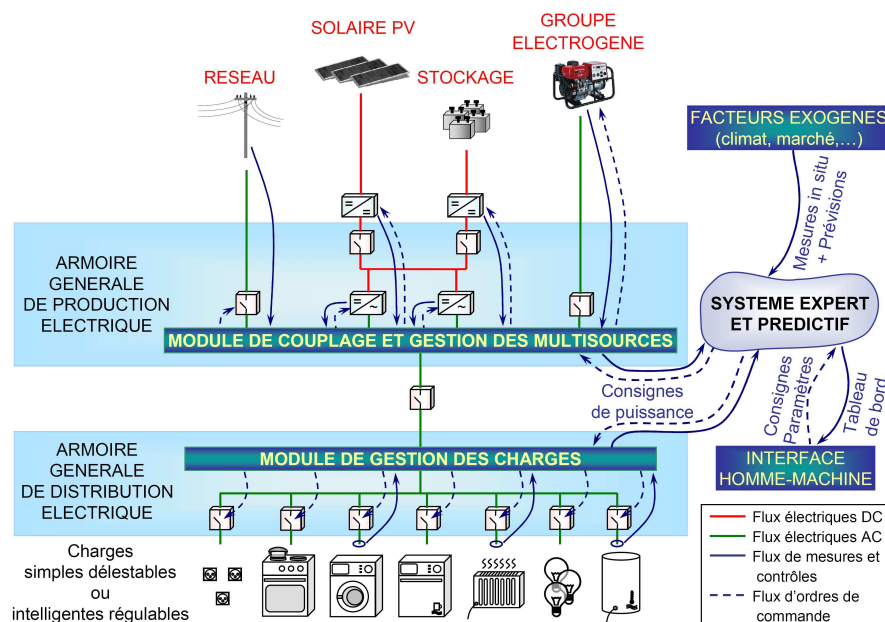 SOLAIRE PV
GROUPE
ELECTROGENE
RESEAU
STOCKAGE
FACTEURS EXOGENES
(climat, marché,...)
Mesures in situ
+ Prévisions
ARMOIRE
GENERALE
DE PRODUCTION
ELECTRIQUE
SYSTEME EXPERT
ET PREDICTIF
MODULE DE COUPLAGE ET GESTION DES MULTISOURCES
Consignes
de puissance
Consignes
Paramètres
Tableau
de bord
ARMOIRE
GENERALE
DE DISTRIBUTION
ELECTRIQUE
MODULE DE GESTION DES CHARGES
INTERFACE
HOMME-MACHINE
Charges
simples délestables
ou
intelligentes régulables
Flux électriques DC
Flux électriques AC
Flux de mesures et
contrôles
Flux d'ordres de
commande